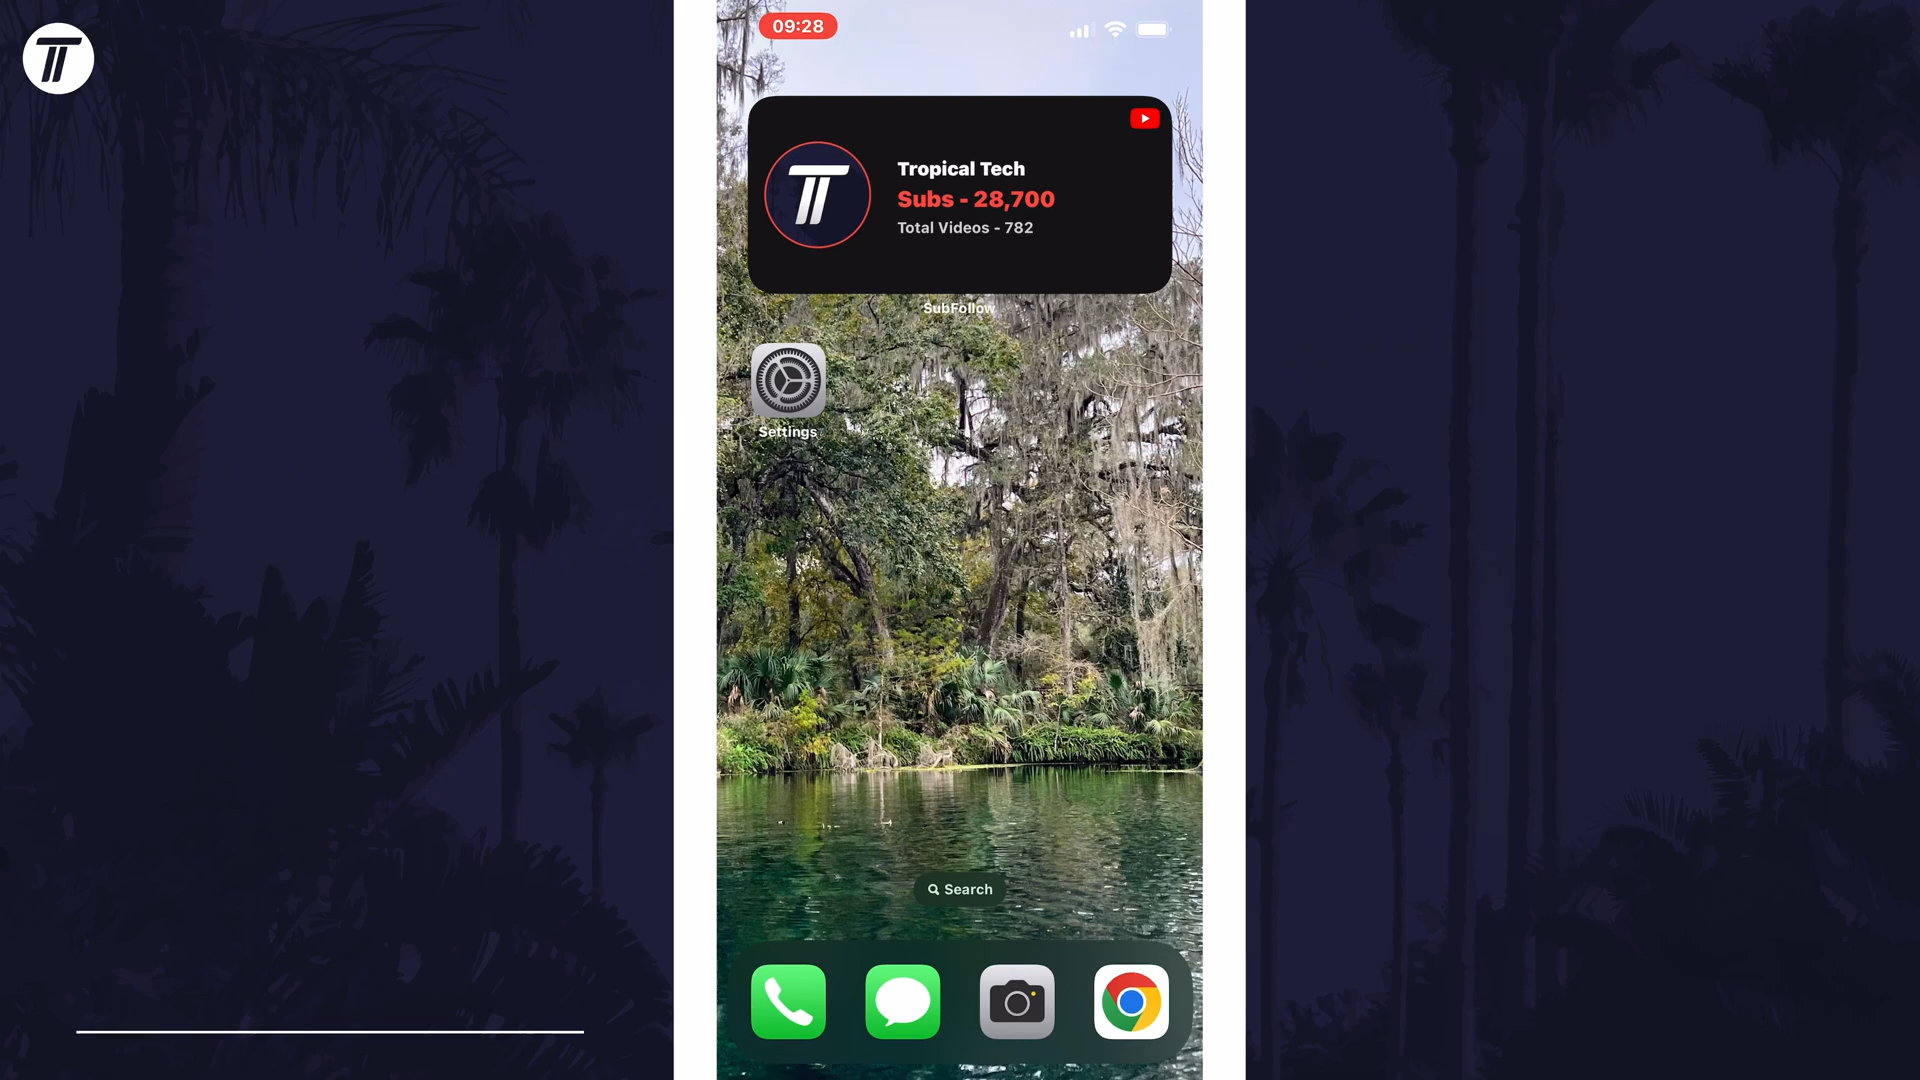 09:28
Tropical Tech
Subs - 28,700
Total Videos - 782
SubFollow
Settings
Search